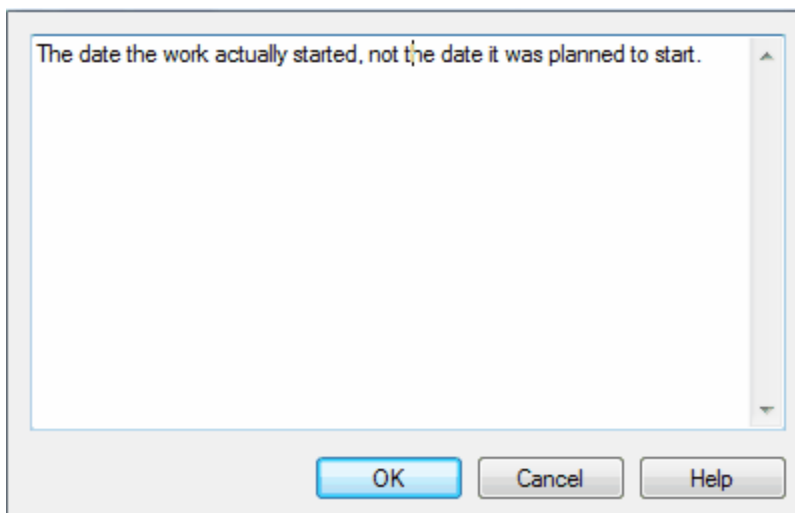 The date the work actually started, not the date it was planned to start.
OK Cancel Help